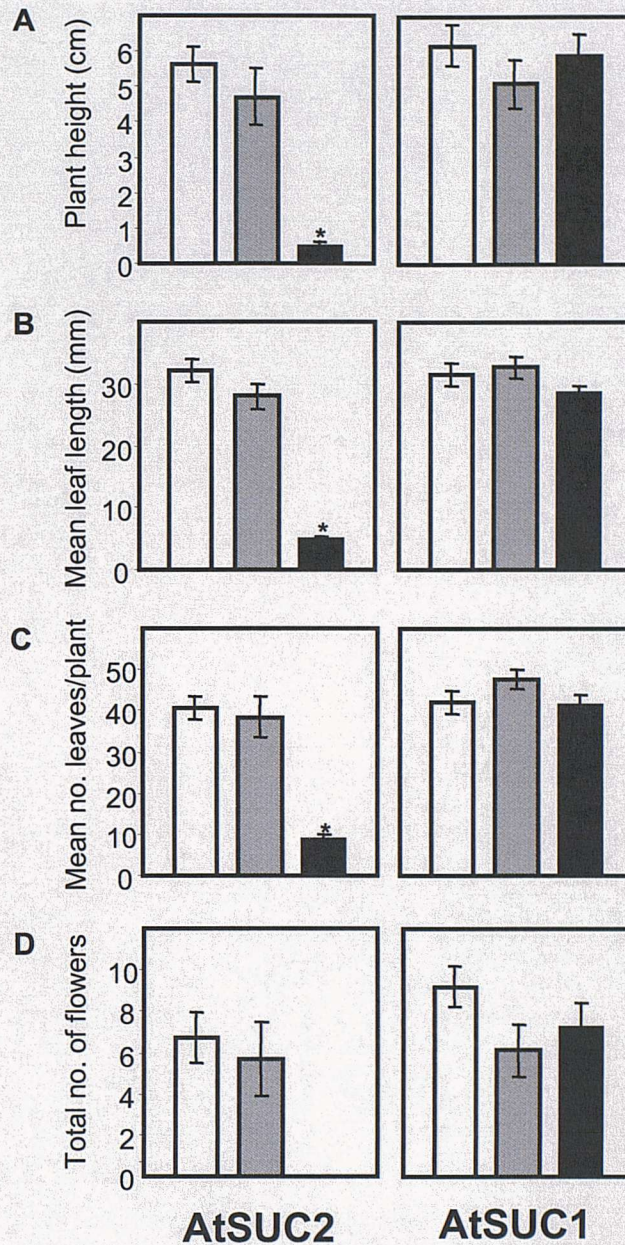 A
Plant height (cm)
6
5
4
3
2
1
0
*
B
Mean leaf length (mm)
30
20
10
0
*
C
Mean no. leaves/plant
50
40
30
20
10
0
*
D
Total no. of flowers
10
8
6
4
2
0
AtSUC2 AtSUC1